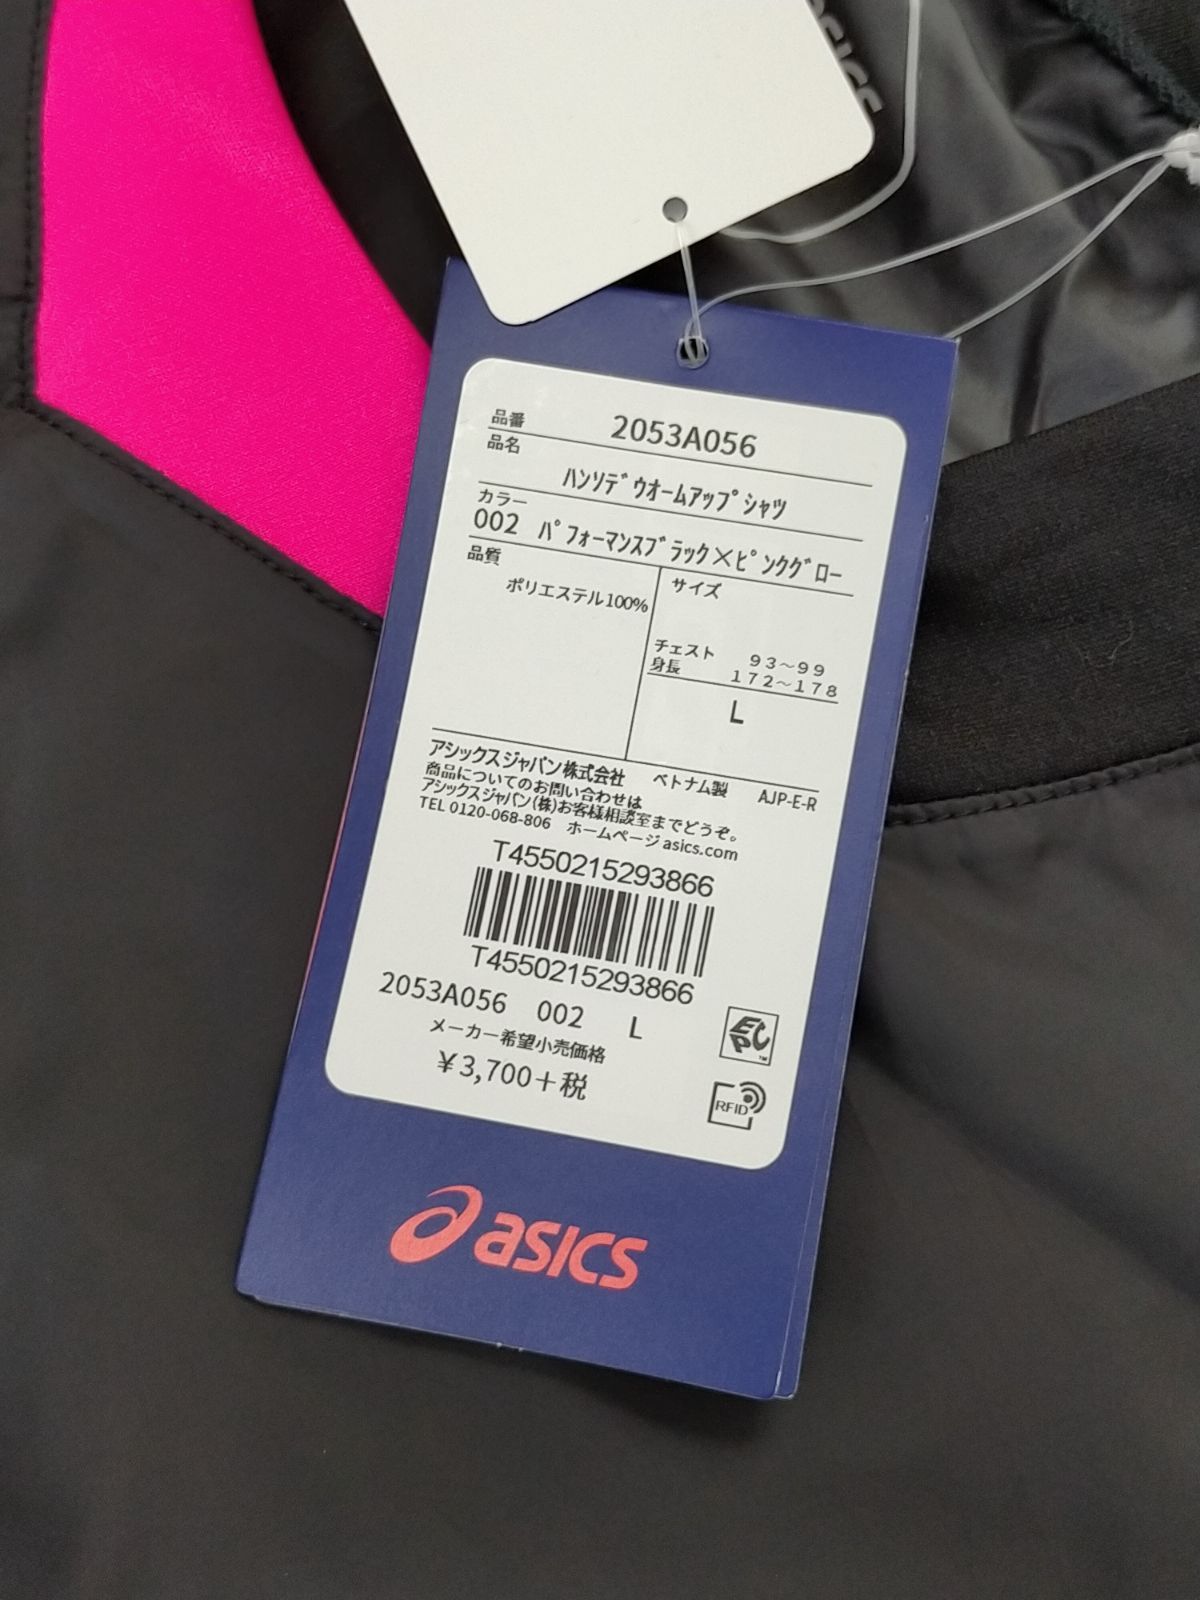 品番 2053A056
品名
ﾊﾝｿﾃﾞｳｵｰﾑｱｯﾌﾟｼｬﾂ
カラー
002 ﾊﾟﾌｫｰﾏﾝｽﾌﾞﾗｯｸ×ﾋﾟﾝｸｸﾞﾛｰ
品質
ポリエステル100%
サイズ
チェスト 93～99
身長 172～178
L
アシックスジャパン株式会社 ベトナム製 AJP-E-R
商品についてのお問い合わせは
アシックスジャパン(株)お客様相談室までどうぞ。
TEL 0120-068-806 ホームページ asics.com
T4550215293866
T4550215293866
2053A056 002 L
メーカー希望小売価格
¥3,700+税
EPC
TM
RFID
asics